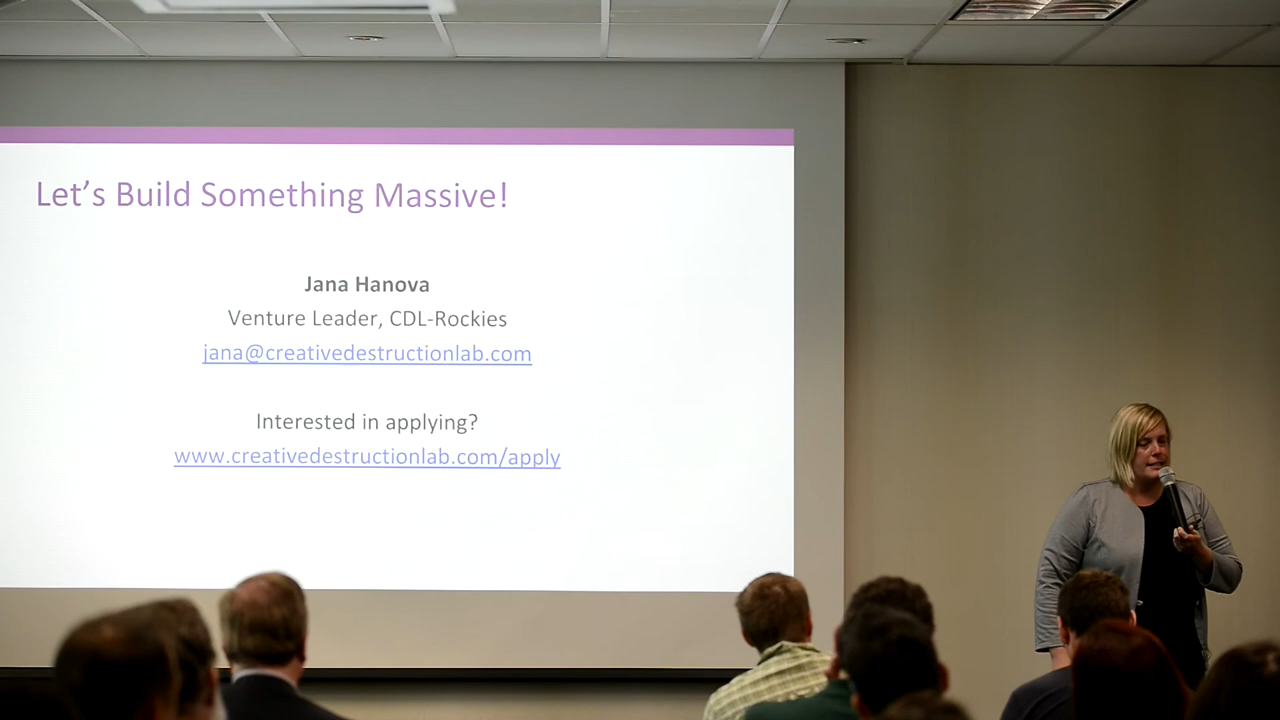 Let's Build Something Massive!
Jana Hanova
Venture Leader, CDL-Rockies
jana@creativedestructionlab.com
Interested in applying?
www.creativedestructionlab.com/apply